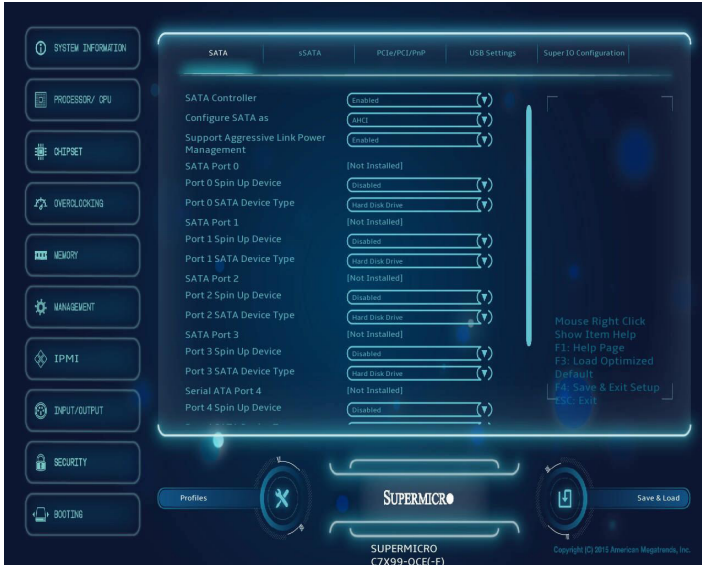 SYSTEM INFORMATION
PROCESSOR/ CPU
CHIPSET
OVERCLOCKING
MEMORY
MANAGEMENT
IPMI
INPUT/OUTPUT
SECURITY
BOOTING
SATA sSATA PCIe/PCI/PnP USB Settings Super IO Configuration
SATA Controller Enabled
Configure SATA as AHCI
Support Aggressive Link Power Enabled
Management
SATA Port 0 [Not Installed]
Port 0 Spin Up Device Disabled
Port 0 SATA Device Type Hard Disk Drive
SATA Port 1 [Not Installed]
Port 1 Spin Up Device Disabled
Port 1 SATA Device Type Hard Disk Drive
SATA Port 2 [Not Installed]
Port 2 Spin Up Device Disabled
Port 2 SATA Device Type Hard Disk Drive
SATA Port 3 [Not Installed]
Port 3 Spin Up Device Disabled
Port 3 SATA Device Type Hard Disk Drive
Serial ATA Port 4 [Not Installed]
Port 4 Spin Up Device Disabled
Mouse Right Click
Show Item Help
F1: Help Page
F3: Load Optimized
Default
F4: Save & Exit Setup
ESC: Exit
Profiles
SUPERMICRO
Save & Load
SUPERMICRO
C7X99-OCE(-F)
Copyright (C) 2015 American Megatrends, Inc.